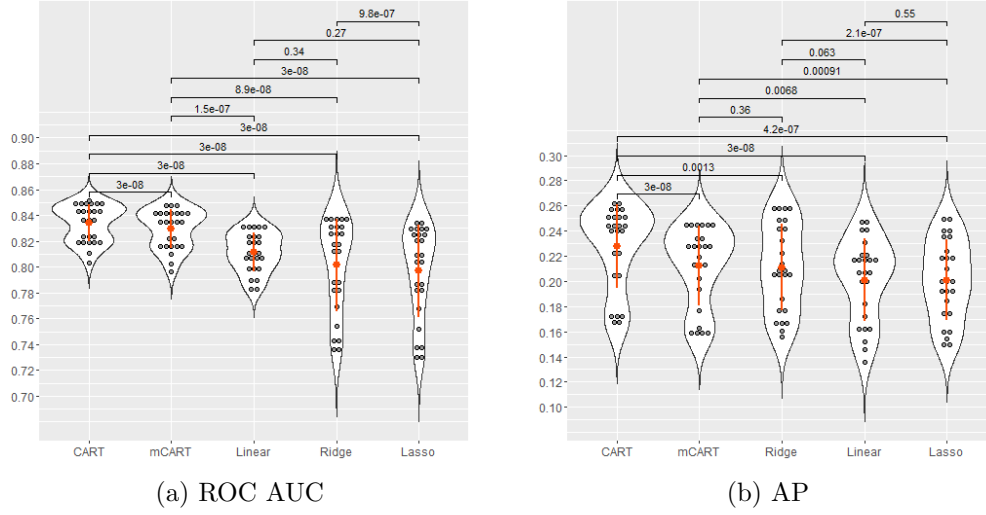 9.8e-07
0.27
0.34
3e-08
8.9e-08
1.5e-07
3e-08
3e-08
3e-08
3e-08
0.90
0.88
0.86
0.84
0.82
0.80
0.78
0.76
0.74
0.72
0.70
CART mCART Linear Ridge Lasso
(a) ROC AUC
0.55
2.1e-07
0.063
0.00091
0.0068
0.36
4.2e-07
3e-08
0.0013
3e-08
0.30
0.28
0.26
0.24
0.22
0.20
0.18
0.16
0.14
0.12
0.10
CART mCART Ridge Linear Lasso
(b) AP